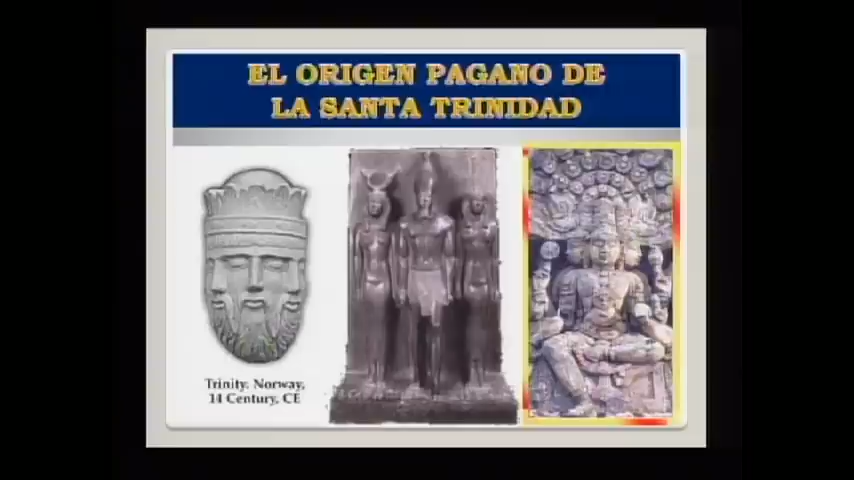 EL ORIGEN PAGANO DE
LA SANTA TRINIDAD
Trinity, Norway,
14 Century, CE